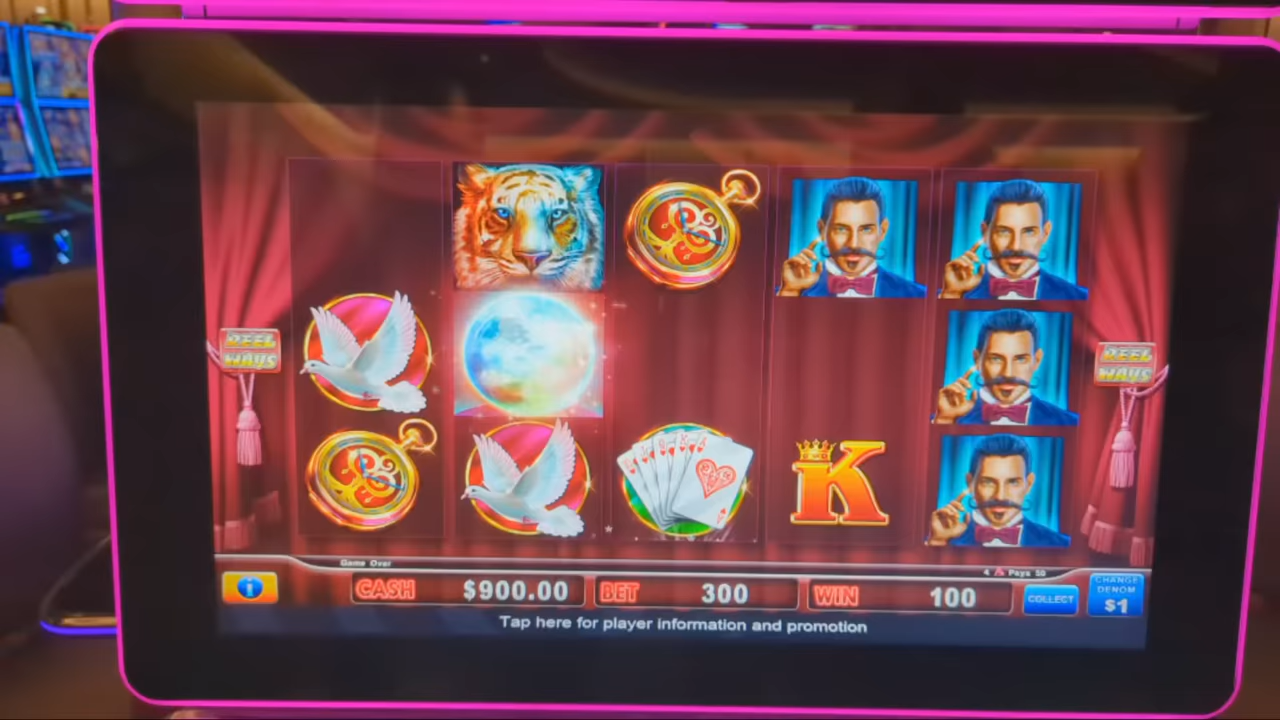 REEL
WAYS
REEL
WAYS
K
Game Over
4 Pays 50
CASH $900.00 BET 300 WIN 100 COLLECT
CHANGE
DENOM
$1
Tap here for player information and promotion